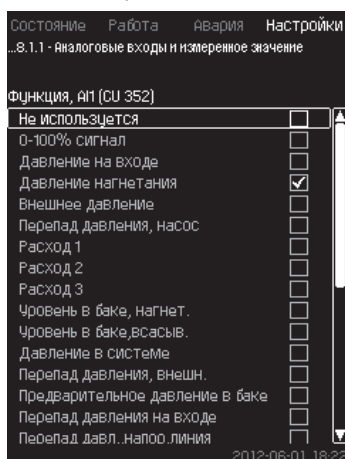 Состояние Работа Авария Настройки
...8.1.1 - Аналоговые входы и измеренное значение
Функция, AI1 (CU 352)
Не используется
0-100% сигнал
Давление на входе
Давление нагнетания
Внешнее давление
Перепад давления, насос
Расход 1
Расход 2
Расход 3
Уровень в баке, нагнет.
Уровень в баке,всасыв.
Давление в системе
Перепад давления, внешн.
Предварительное давление в баке
Перепад давления на входе
Перепад давл.,напор.линия
2012-06-01 18:22